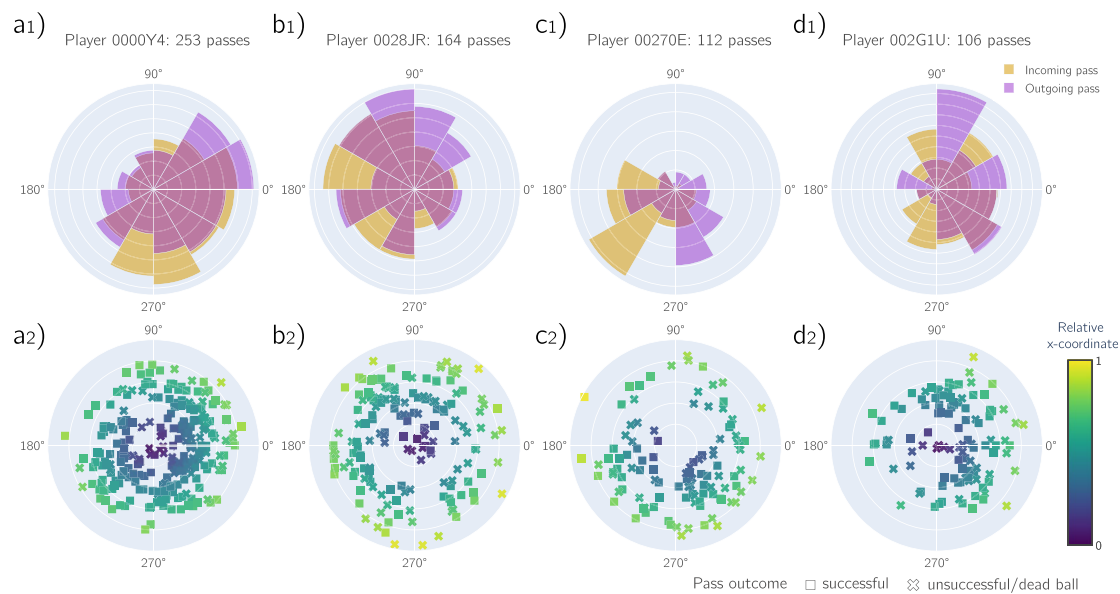 a1) b1) c1) d1)
Player 0000Y4: 253 passes Player 0028JR: 164 passes Player 00270E: 112 passes Player 002G1U: 106 passes
90° 90° 90° 90°
Incoming pass
Outgoing pass
180° 0° 180° 0° 180° 0° 180° 0°
270° 270° 270° 270°
a2) b2) c2) d2)
90° 90° 90° 90°
Relative
x-coordinate
1
180° 0° 180° 0° 180° 0° 180° 0°
0
270° 270° 270° 270°
Pass outcome successful unsuccessful/dead ball